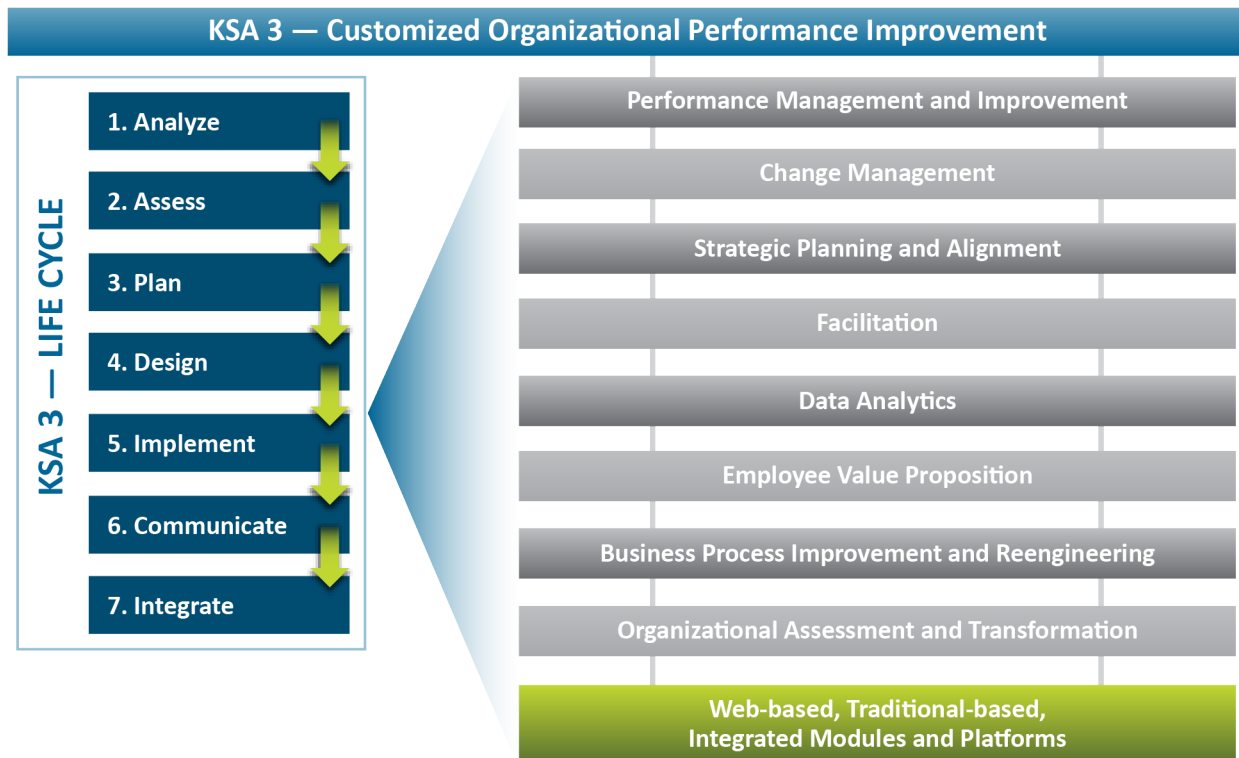 KSA 3 — Customized Organizational Performance Improvement
KSA 3 — LIFE CYCLE
1. Analyze
2. Assess
3. Plan
4. Design
5. Implement
6. Communicate
7. Integrate
Performance Management and Improvement
Change Management
Strategic Planning and Alignment
Facilitation
Data Analytics
Employee Value Proposition
Business Process Improvement and Reengineering
Organizational Assessment and Transformation
Web-based, Traditional-based,
Integrated Modules and Platforms